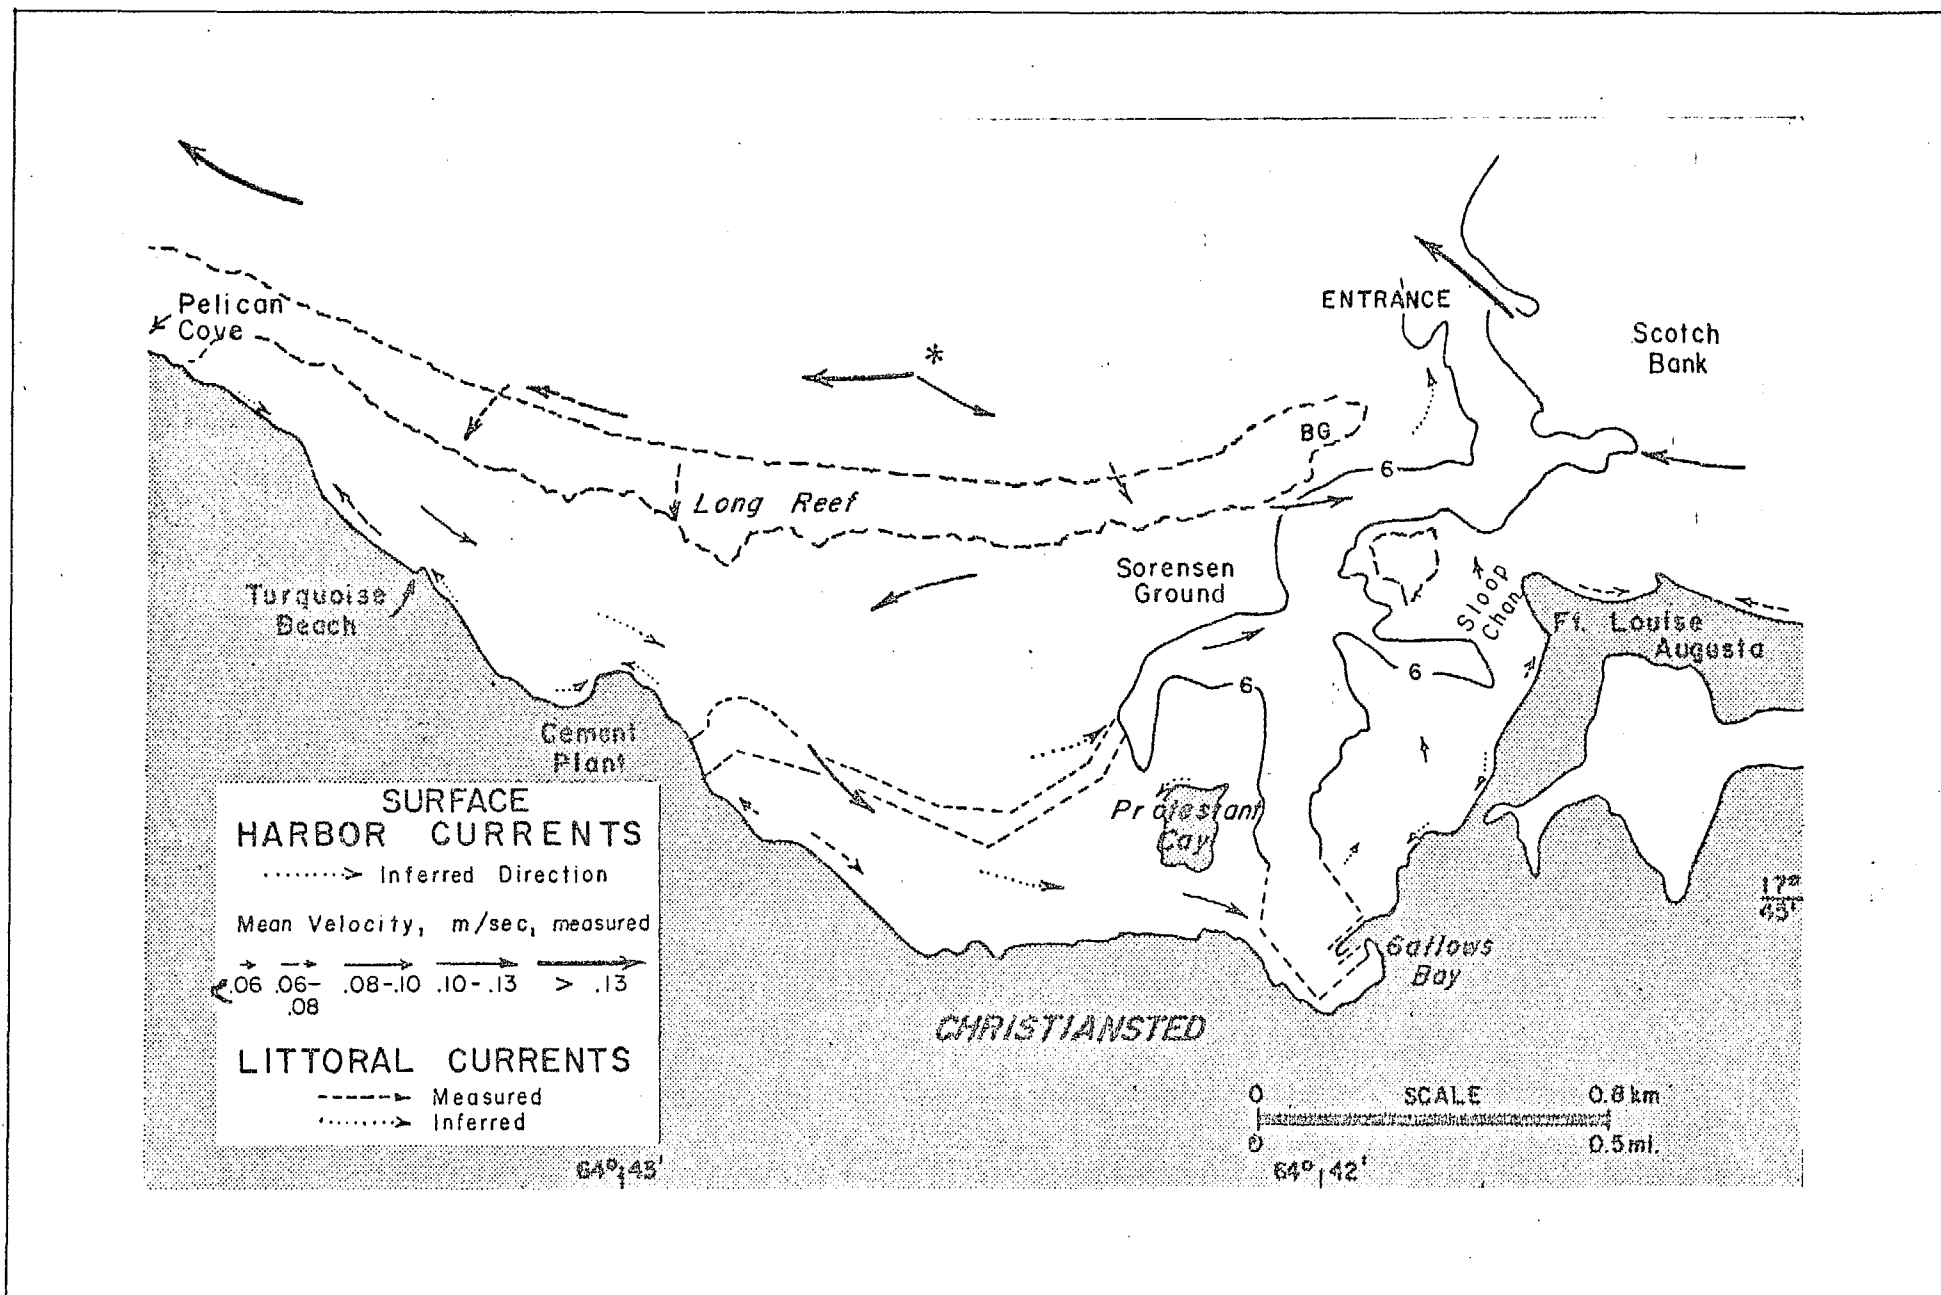 Pelican
Cove
*
ENTRANCE
Scotch
Bank
BG
6
Long Reef
Sorensen
Ground
Sloop
Chan.
Turquoise
Beach
Ft. Louise
Augusta
6
6
Cement
Plant
Protestant
Cay
SURFACE
HARBOR CURRENTS
Inferred Direction
Mean Velocity, m/sec, measured
<.06 .06-.08 .08-.10 .10-.13 > .13
LITTORAL CURRENTS
Measured
Inferred
17°
45'
Gallows
Bay
CHRISTIANSTED
0 SCALE 0.8 km
0 0.5 mi.
64° 43'
64° 42'